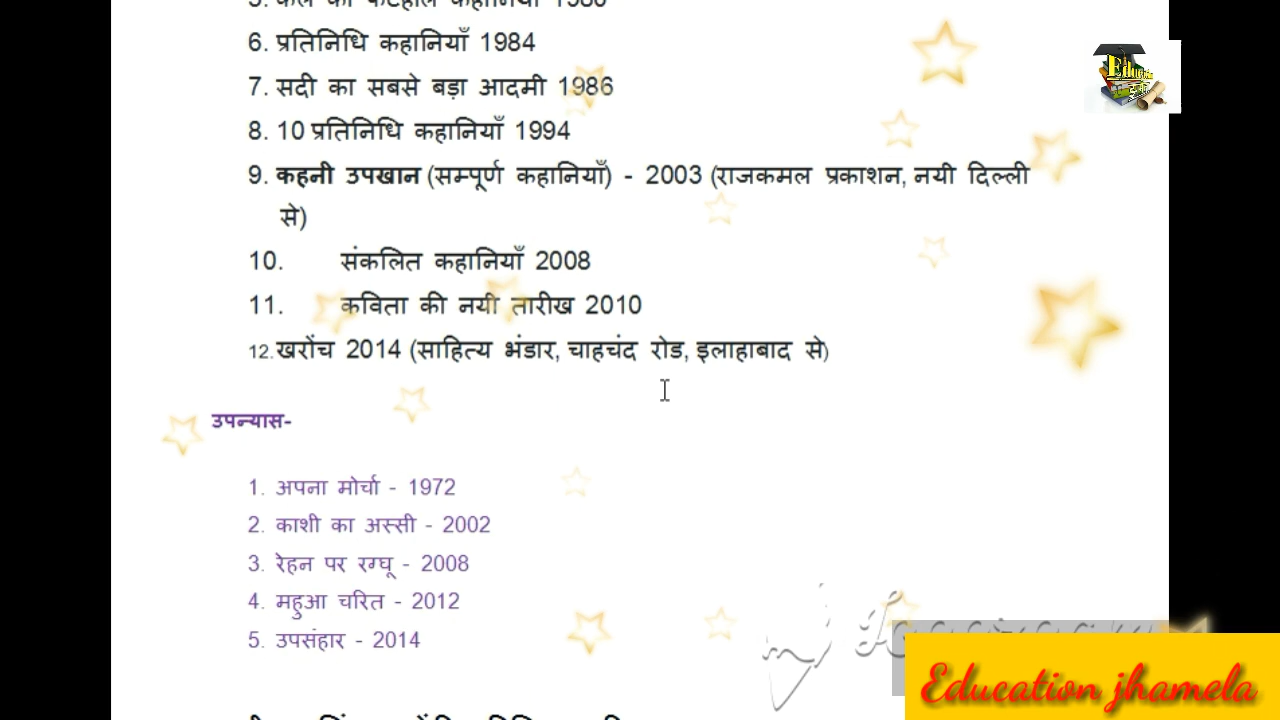 6. प्रतिनिधि कहानियाँ 1984
7. सदी का सबसे बड़ा आदमी 1986
8. 10 प्रतिनिधि कहानियाँ 1994
9. कहनी उपखान (सम्पूर्ण कहानियाँ) - 2003 (राजकमल प्रकाशन, नयी दिल्ली
से)
10. संकलित कहानियाँ 2008
11. कविता की नयी तारीख 2010
12. खरोंच 2014 (साहित्य भंडार, चाहचंद रोड, इलाहाबाद से)
उपन्यास-
1. अपना मोर्चा - 1972
2. काशी का अस्सी - 2002
3. रेहन पर रग्घू - 2008
4. महुआ चरित - 2012
5. उपसंहार - 2014
Education jhamela